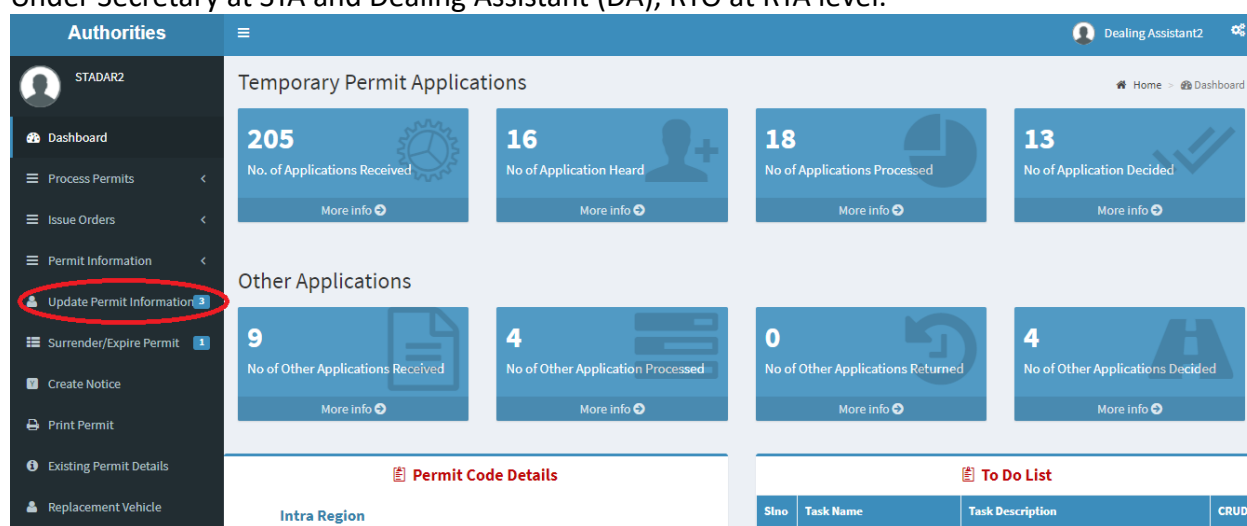 Under Secretary at STA and Dealing Assistant (DA), RTO at RTA level.
Authorities
Dealing Assistant2
STADAR2
Temporary Permit Applications
Home > Dashboard
Dashboard
Process Permits
Issue Orders
Permit Information
Update Permit Information 3
Surrender/Expire Permit 1
Create Notice
Print Permit
Existing Permit Details
Replacement Vehicle
205
No. of Applications Received
More info
16
No of Application Heard
More info
18
No of Applications Processed
More info
13
No of Application Decided
More info
Other Applications
9
No of Other Applications Received
More info
4
No of Other Application Processed
More info
0
No of Other Applications Returned
More info
4
No of Other Applications Decided
More info
Permit Code Details
Intra Region
To Do List
Slno Task Name Task Description CRUD